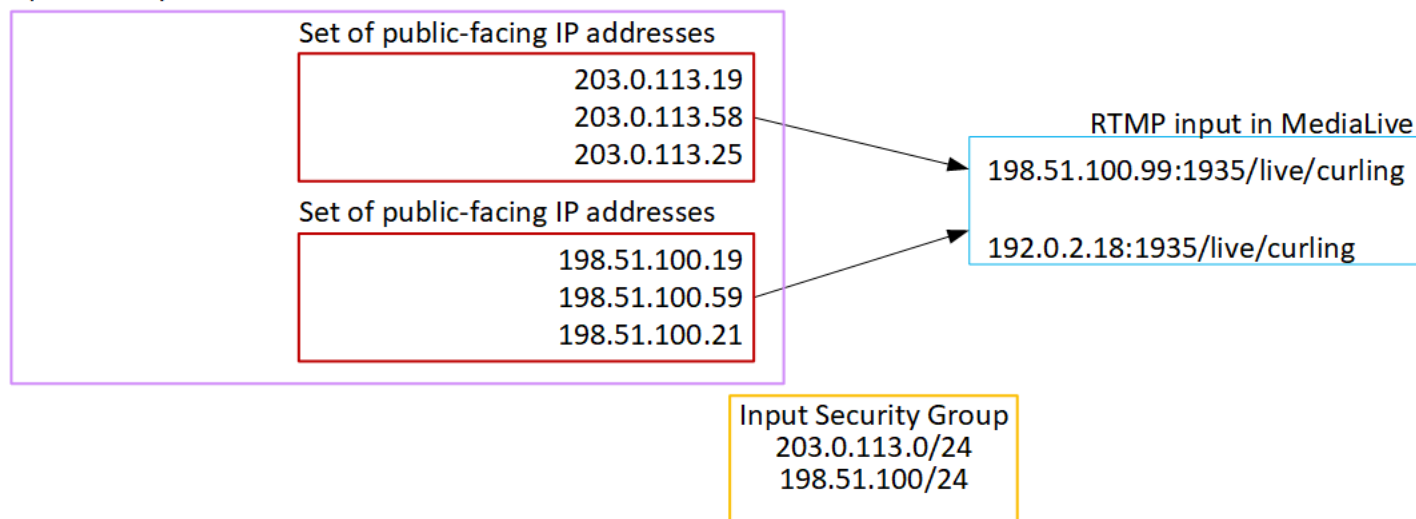 Set of public-facing IP addresses
203.0.113.19
203.0.113.58
203.0.113.25
RTMP input in MediaLive
198.51.100.99:1935/live/curling
192.0.2.18:1935/live/curling
Set of public-facing IP addresses
198.51.100.19
198.51.100.59
198.51.100.21
Input Security Group
203.0.113.0/24
198.51.100/24